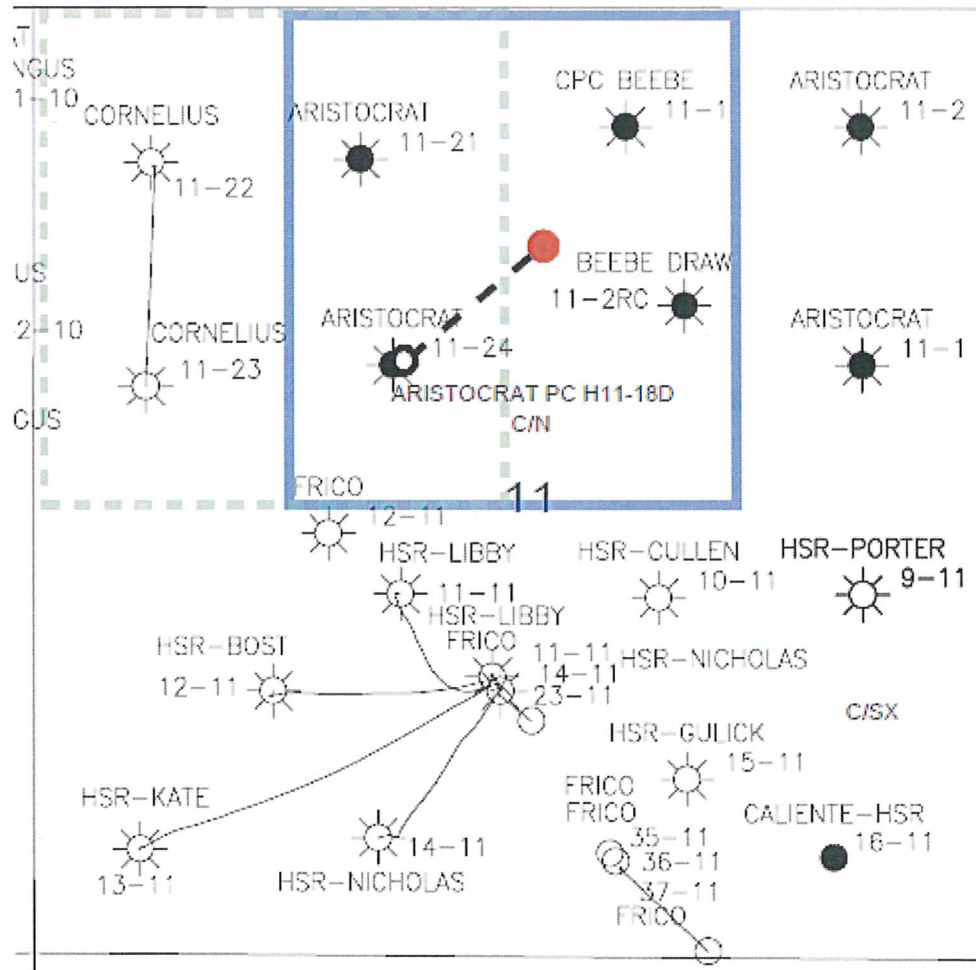 NGUS
1-10
CORNELIUS
11-22
ARISTOCRAT
11-21
CPC BEEBE
11-1
ARISTOCRAT
11-2
US
2-10
CORNELIUS
11-23
GUS
ARISTOCRAT
11-24
BEEBE DRAW
11-2RC
ARISTOCRAT
11-1
ARISTOCRAT PC H11-18D
C/N
11
FRICO
12-11
HSR-LIBBY
11-11
HSR-CULLEN
10-11
HSR-PORTER
9-11
HSR-LIBBY
FRICO
11-11
14-11
23-11
HSR-NICHOLAS
HSR-BOST
12-11
C/SX
HSR-GULICK
15-11
HSR-KATE
13-11
14-11
HSR-NICHOLAS
FRICO
FRICO
35-11
36-11
37-11
FRICO
CALIENTE-HSR
16-11